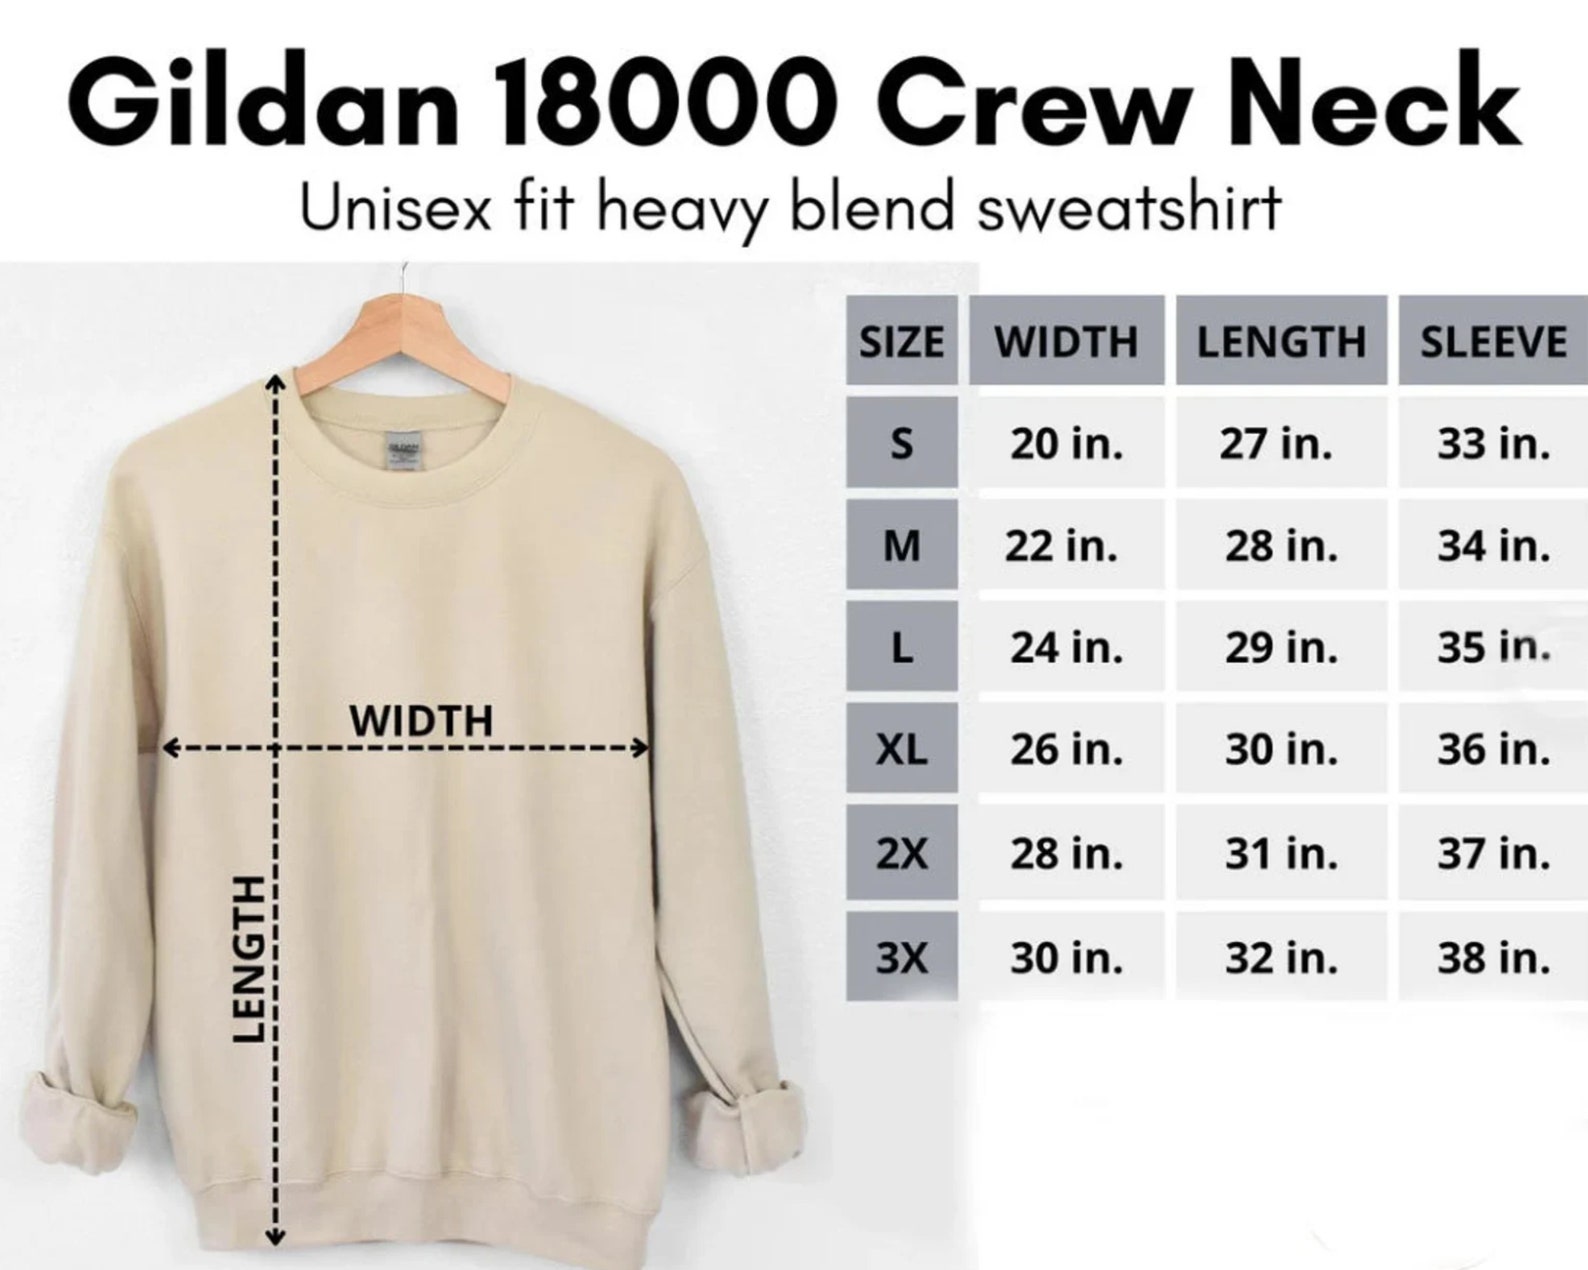 Gildan 18000 Crew Neck
Unisex fit heavy blend sweatshirt
SIZE WIDTH LENGTH SLEEVE
S 20 in. 27 in. 33 in.
M 22 in. 28 in. 34 in.
L 24 in. 29 in. 35 in.
XL 26 in. 30 in. 36 in.
2X 28 in. 31 in. 37 in.
3X 30 in. 32 in. 38 in.
GILDAN
WIDTH
LENGTH